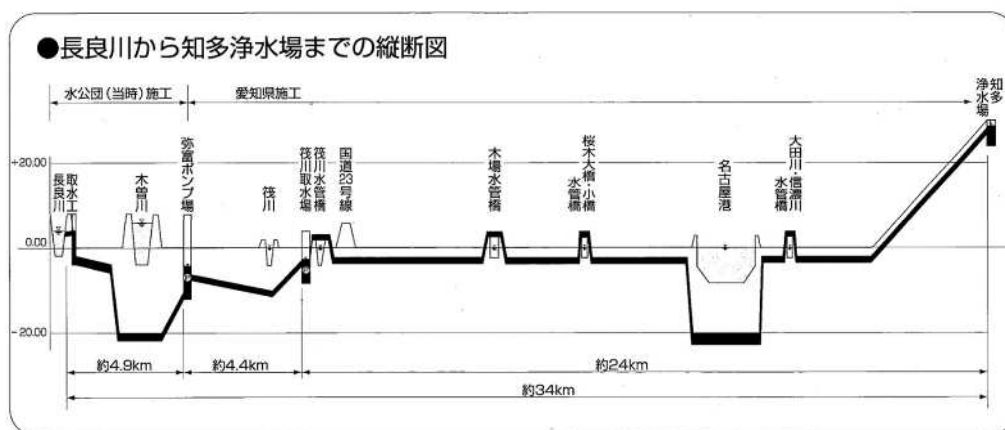 ●長良川から知多浄水場までの縦断図
水公団(当時)施工
愛知県施工
知多浄水場
+20.00
0.00
-20.00
長良川
取水工
木曽川
弥富ポンプ場
筏川
筏川取水場
筏川水管橋
国道23号線
木場水管橋
桜木大橋・小橋水管橋
名古屋港
大田川・信濃川水管橋
約4.9km
約4.4km
約24km
約34km